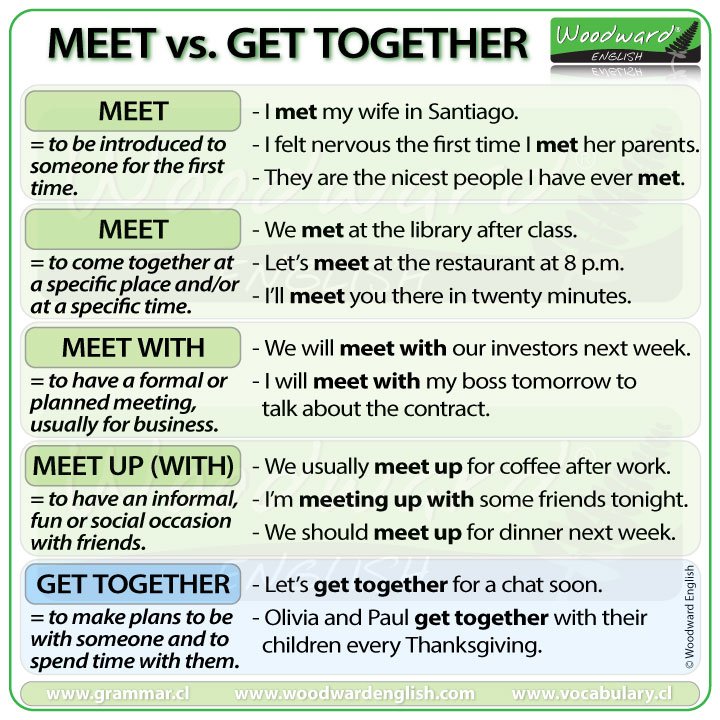 MEET vs. GET TOGETHER
Woodward®
ENGLISH
MEET
= to be introduced to
someone for the first
time.
- I met my wife in Santiago.
- I felt nervous the first time I met her parents.
- They are the nicest people I have ever met.
MEET
= to come together at
a specific place and/or
at a specific time.
- We met at the library after class.
- Let's meet at the restaurant at 8 p.m.
- I'll meet you there in twenty minutes.
MEET WITH
= to have a formal or
planned meeting,
usually for business.
- We will meet with our investors next week.
- I will meet with my boss tomorrow to
talk about the contract.
MEET UP (WITH)
= to have an informal,
fun or social occasion
with friends.
- We usually meet up for coffee after work.
- I'm meeting up with some friends tonight.
- We should meet up for dinner next week.
GET TOGETHER
= to make plans to be
with someone and to
spend time with them.
- Let's get together for a chat soon.
- Olivia and Paul get together with their
children every Thanksgiving.
© Woodward English
www.grammar.cl www.woodwardenglish.com www.vocabulary.cl